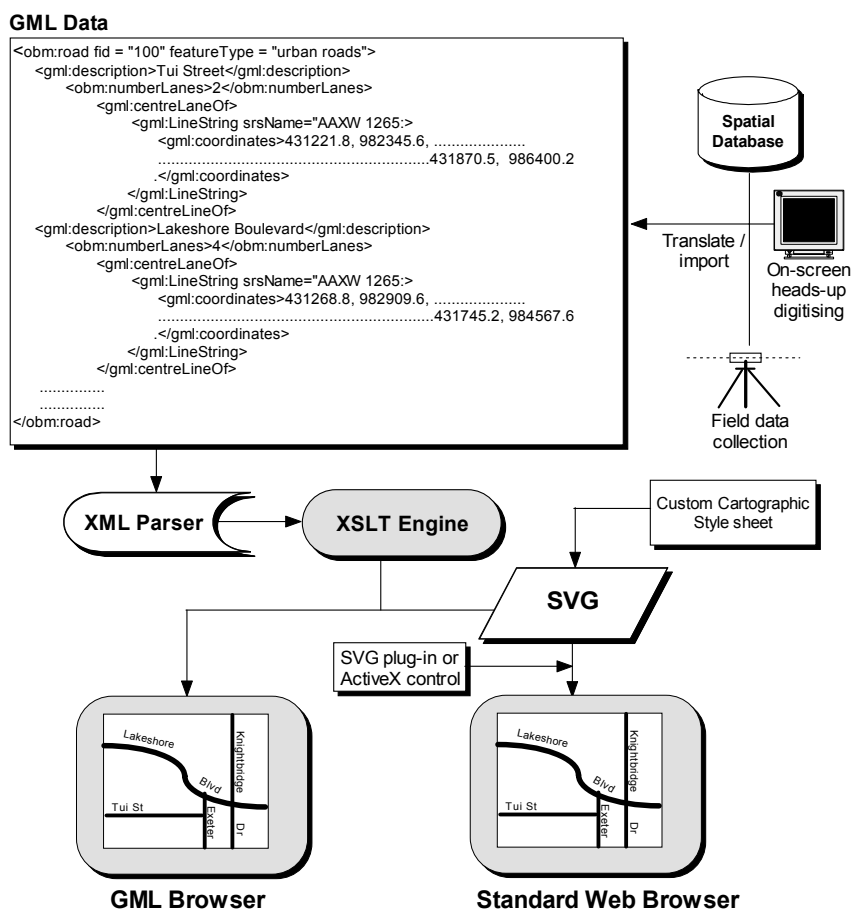 GML Data
<obm:road fid = "100" featureType = "urban roads">
<gml:description>Tui Street</gml:description>
<obm:numberLanes>2</obm:numberLanes>
<gml:centreLaneOf>
<gml:LineString srsName="AAXW 1265:>
<gml:coordinates>431221.8, 982345.6, .....................
................................................................431870.5,  986400.2
.</gml:coordinates>
</gml:LineString>
</gml:centreLineOf>
<gml:description>Lakeshore Boulevard</gml:description>
<obm:numberLanes>4</obm:numberLanes>
<gml:centreLaneOf>
<gml:LineString srsName="AAXW 1265:>
<gml:coordinates>431268.8, 982909.6, .....................
.................................................................431745.2, 984567.6
.</gml:coordinates>
</gml:LineString>
</gml:centreLineOf>
...............
...............
</obm:road>
Spatial
Database
Translate /
import
On-screen
heads-up
digitising
Field data
collection
XML Parser
XSLT Engine
Custom Cartographic
Style sheet
SVG
SVG plug-in or
ActiveX control
Lakeshore
Blvd
Knightbridge
Dr
Tui St
Exeter
Lakeshore
Blvd
Knightbridge
Dr
Tui St
Exeter
GML Browser
Standard Web Browser